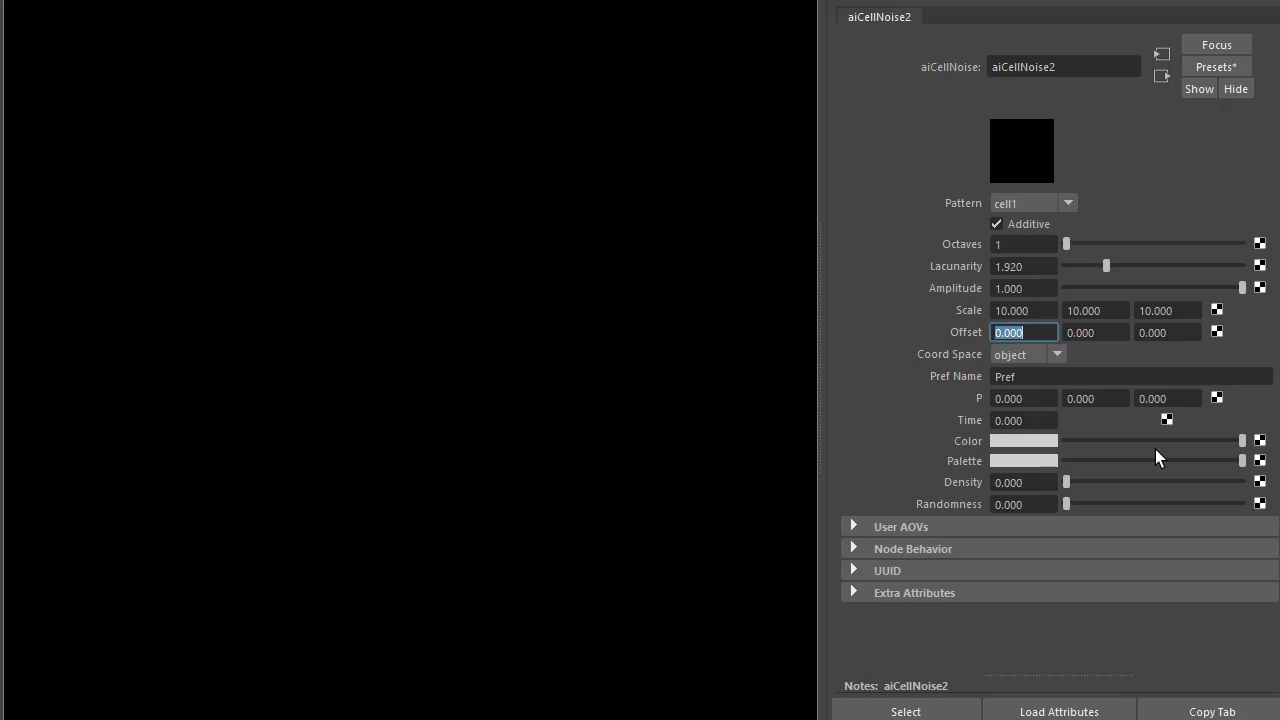 aiCellNoise2
Focus
aiCellNoise: aiCellNoise2
Presets*
Show Hide
Pattern cell1
Additive
Octaves 1
Lacunarity 1.920
Amplitude 1.000
Scale 10.000 10.000 10.000
Offset 0.000 0.000 0.000
Coord Space object
Pref Name Pref
P 0.000 0.000 0.000
Time 0.000
Color
Palette
Density 0.000
Randomness 0.000
User AOVs
Node Behavior
UUID
Extra Attributes
Notes: aiCellNoise2
Select Load Attributes Copy Tab